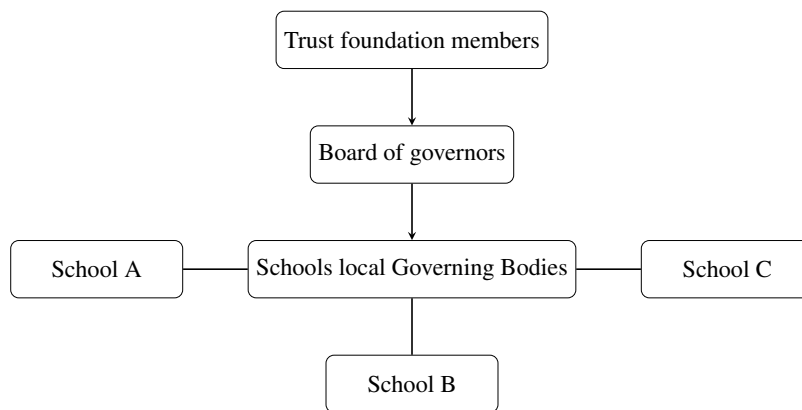 Trust foundation members
Board of governors
School A
Schools local Governing Bodies
School C
School B